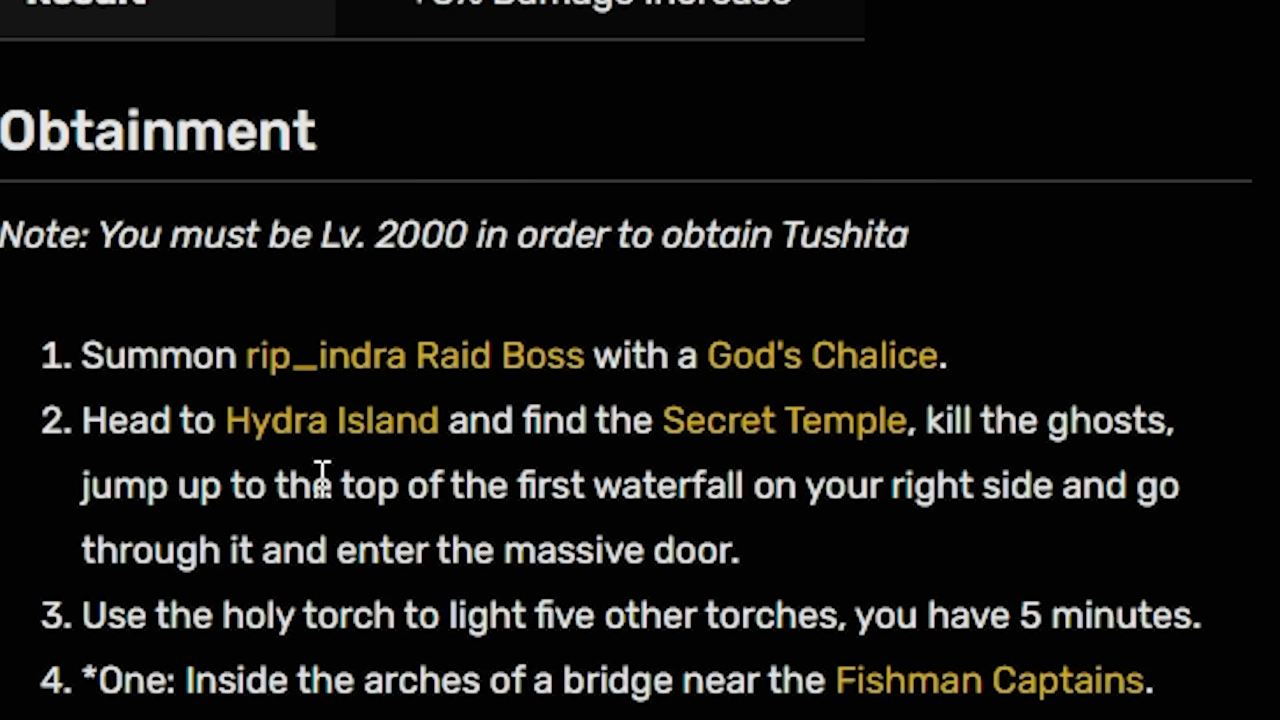 Result
Damage Increase
Obtainment
Note: You must be Lv. 2000 in order to obtain Tushita
1. Summon rip_indra Raid Boss with a God's Chalice.
2. Head to Hydra Island and find the Secret Temple, kill the ghosts,
jump up to the top of the first waterfall on your right side and go
through it and enter the massive door.
3. Use the holy torch to light five other torches, you have 5 minutes.
4. *One: Inside the arches of a bridge near the Fishman Captains.